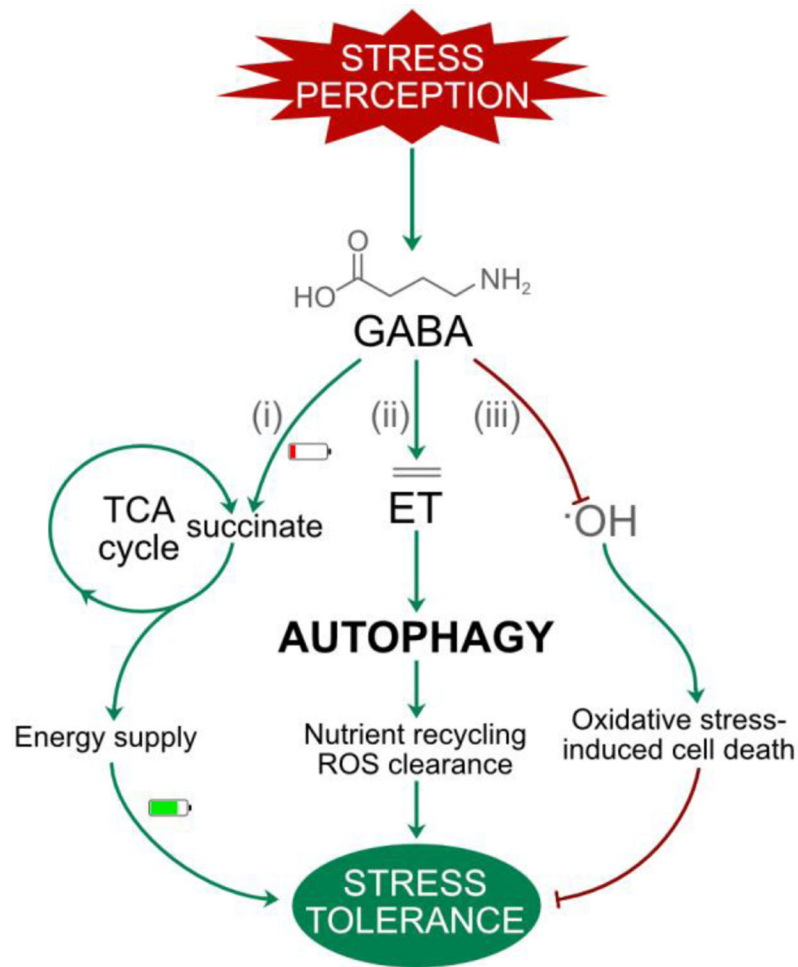 STRESS
PERCEPTION
O
HO
NH₂
GABA
(i)
(ii)
(iii)
TCA
cycle
succinate
ET
·OH
AUTOPHAGY
Energy supply
Nutrient recycling
ROS clearance
Oxidative stress-
induced cell death
STRESS
TOLERANCE